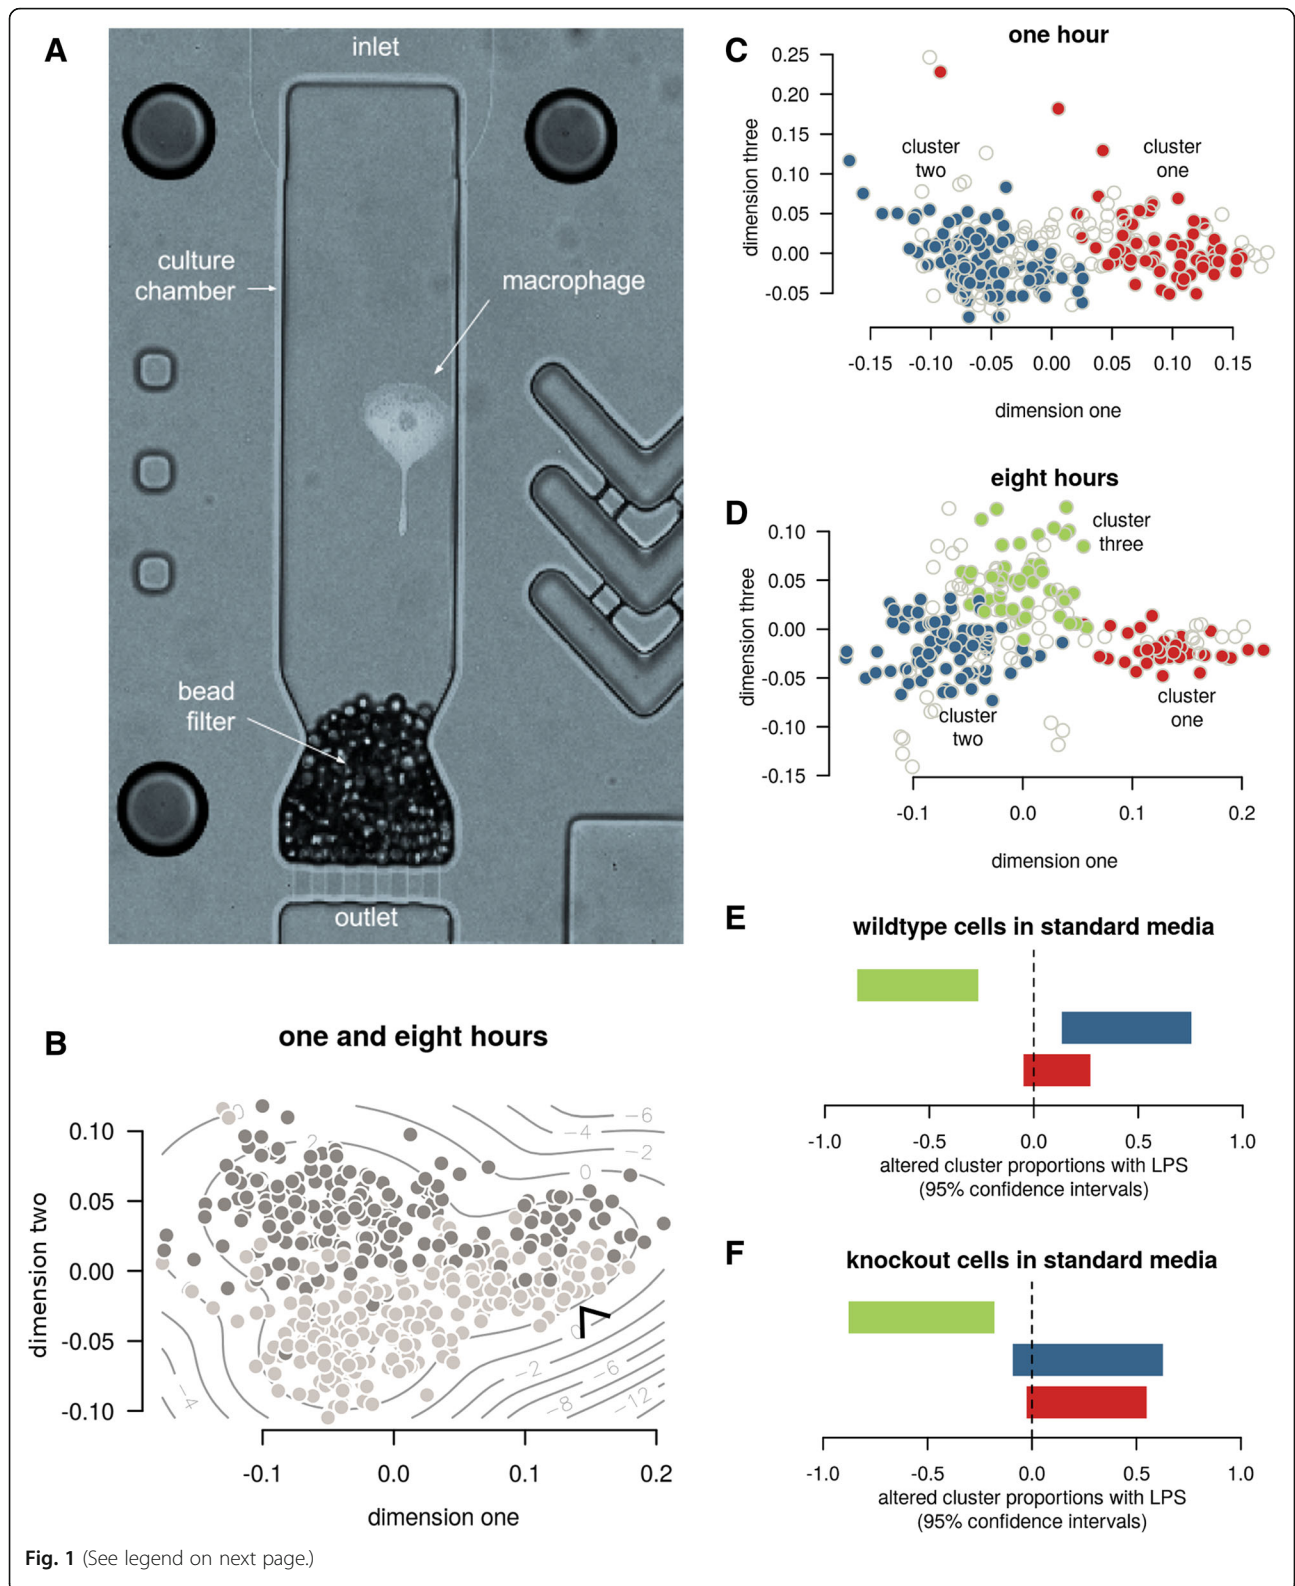 A
inlet
culture
chamber
macrophage
bead
filter
outlet
B
one and eight hours
dimension two
0.10
0.05
0.00
-0.05
-0.10
0
2
−6
−4
−2
0
0
−2
−6
−8
−12
−4
-0.1
0.0
0.1
0.2
dimension one
C
one hour
dimension three
0.25
0.20
0.15
0.10
0.05
0.00
-0.05
cluster
two
cluster
one
-0.15
-0.10
-0.05
0.00
0.05
0.10
0.15
dimension one
D
eight hours
dimension three
0.10
0.05
0.00
-0.05
-0.10
-0.15
cluster
three
cluster
two
cluster
one
-0.1
0.0
0.1
0.2
dimension one
E
wildtype cells in standard media
-1.0
-0.5
0.0
0.5
1.0
altered cluster proportions with LPS
(95% confidence intervals)
F
knockout cells in standard media
-1.0
-0.5
0.0
0.5
1.0
altered cluster proportions with LPS
(95% confidence intervals)
Fig. 1 (See legend on next page.)